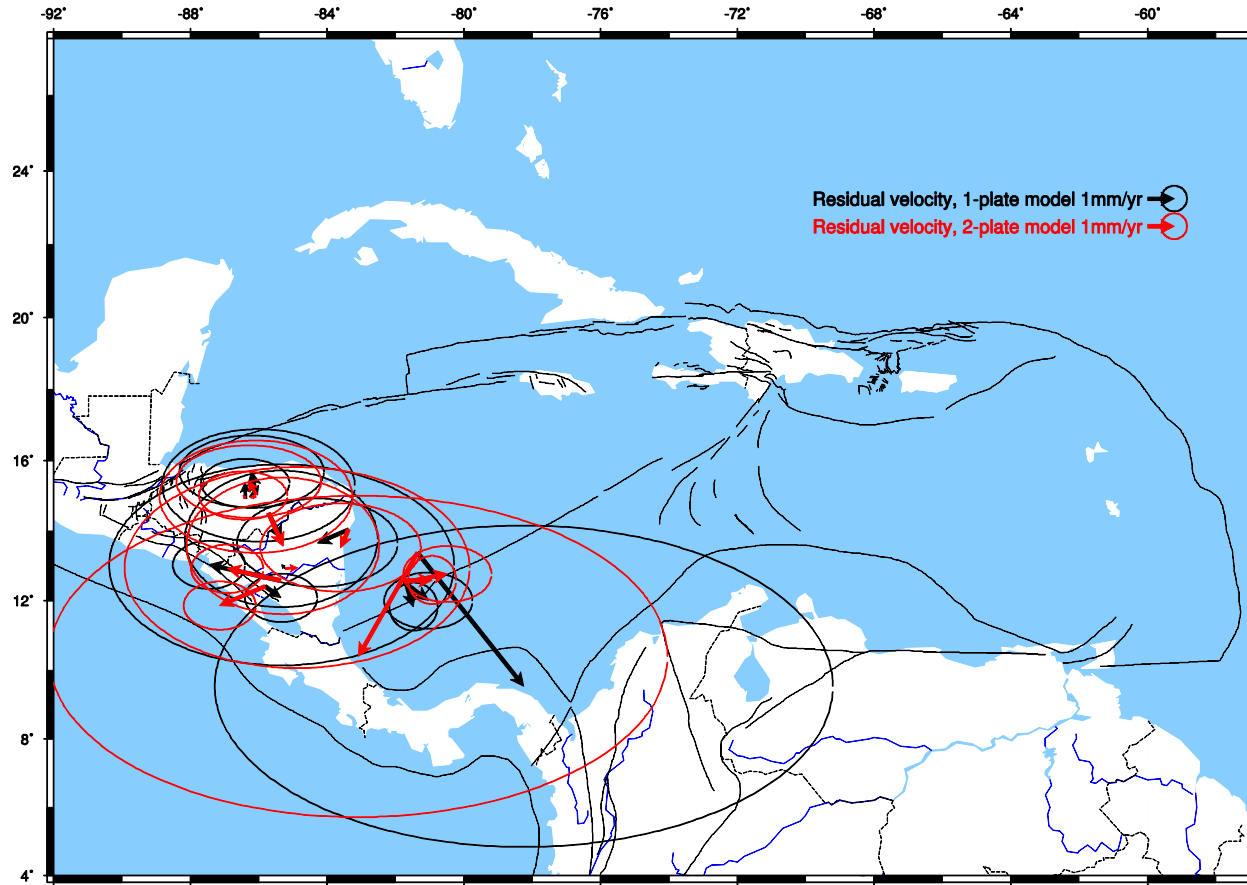 -92 -88 -84 -80 -76 -72 -68 -64 -60
24°
Residual velocity, 1-plate model 1mm/yr
Residual velocity, 2-plate model 1mm/yr
20°
16°
12°
8°
4°